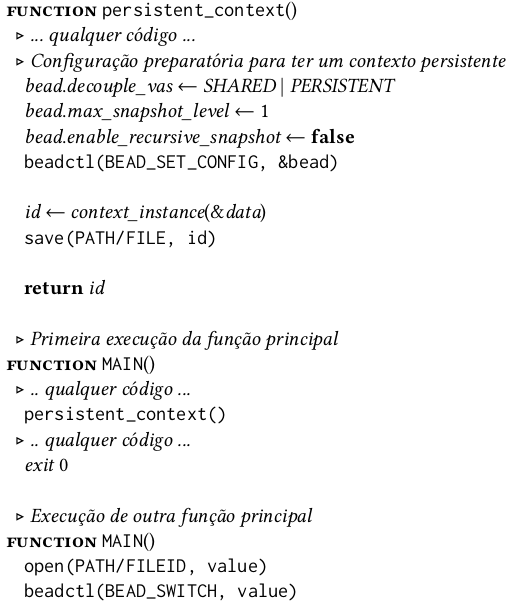 FUNCTION persistent_context()
▹ ... qualquer código ...
▹ Configuração preparatória para ter um contexto persistente
bead.decouple_vas ← SHARED | PERSISTENT
bead.max_snapshot_level ← 1
bead.enable_recursive_snapshot ← false
beadctl(BEAD_SET_CONFIG, &bead)
id ← context_instance(&data)
save(PATH/FILE, id)
return id
▹ Primeira execução da função principal
FUNCTION MAIN()
▹ .. qualquer código ...
persistent_context()
▹ .. qualquer código ...
exit 0
▹ Execução de outra função principal
FUNCTION MAIN()
open(PATH/FILEID, value)
beadctl(BEAD_SWITCH, value)